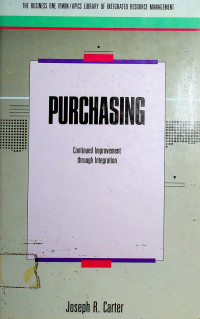 THE BUSINESS ONE IRWIN/APICS LIBRARY OF INTEGRATED RESOURCE MANAGEMENT
PURCHASING
Continued Improvement
through Integration
Joseph R. Carter